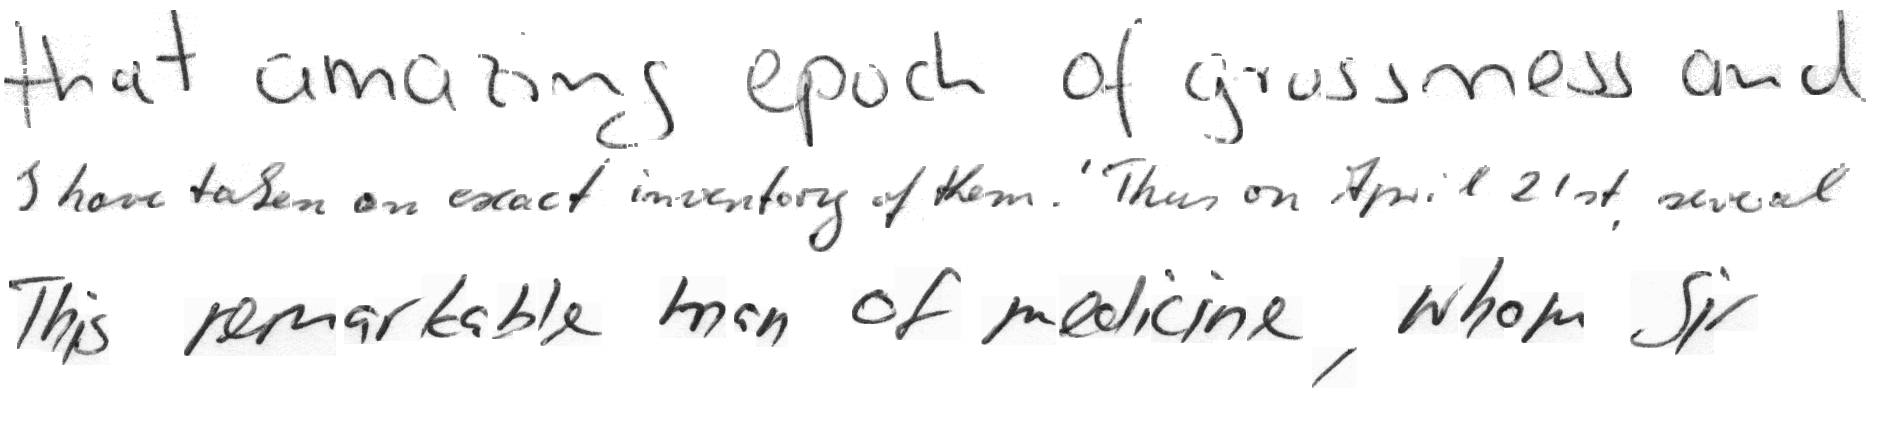 that amazing epoch of grossness and
I have taken an exact inventory of them.' Thus on April 21st, several
This remarkable man of medicine, whom Sir